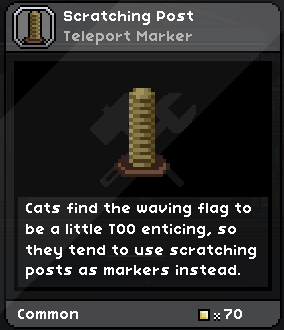 Scratching Post
Teleport Marker
Cats find the waving flag to
be a little TOO enticing, so
they tend to use scratching
posts as markers instead.
Common x70